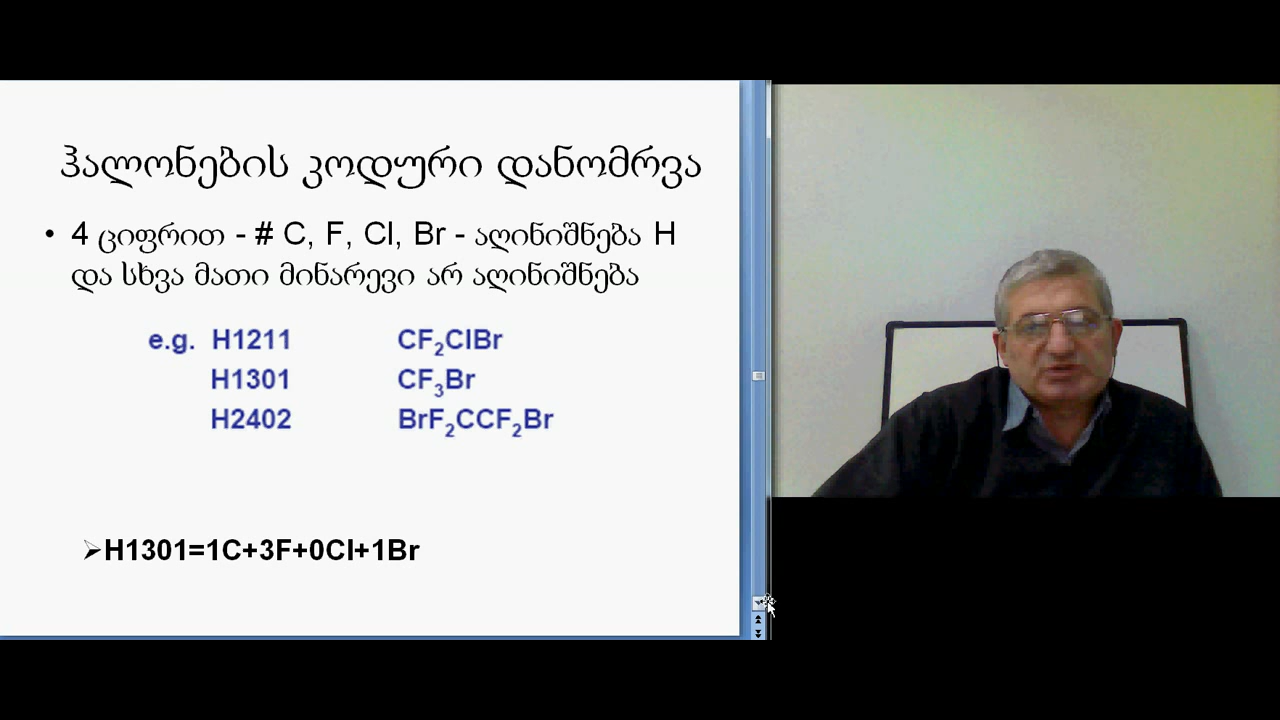 ჰალონების კოდური დანომრვა
• 4 ციფრით - # C, F, Cl, Br - აღინიშნება H
და სხვა მათი მინარევი არ აღინიშნება
e.g. H1211 CF₂ClBr
H1301 CF₃Br
H2402 BrF₂CCF₂Br
➢H1301=1C+3F+0Cl+1Br